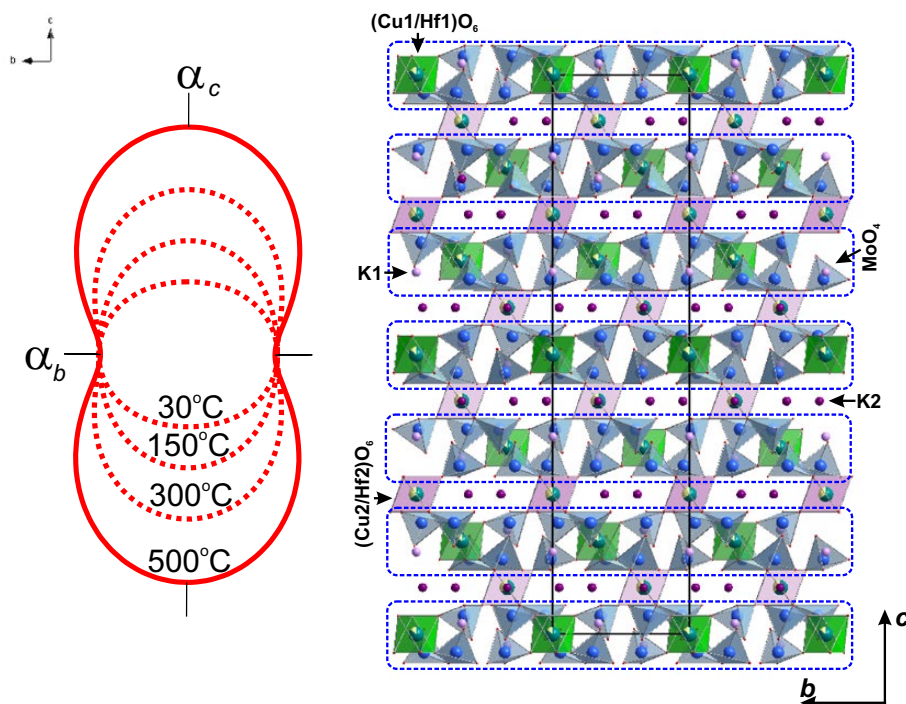 c
b
α_c
α_b
30°C
150°C
300°C
500°C
(Cu1/Hf1)O₆
K1
MoO₄
K2
(Cu2/Hf2)O₆
c
b